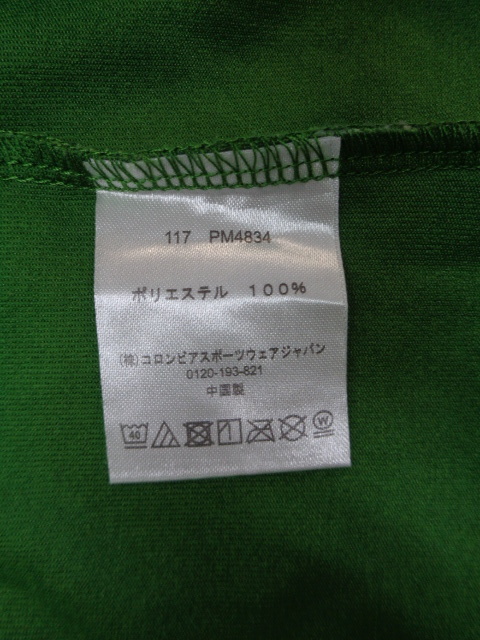 117 PM4834
ポリエステル 100%
(株)コロンビアスポーツウェアジャパン
0120-193-821
中国製
40 W